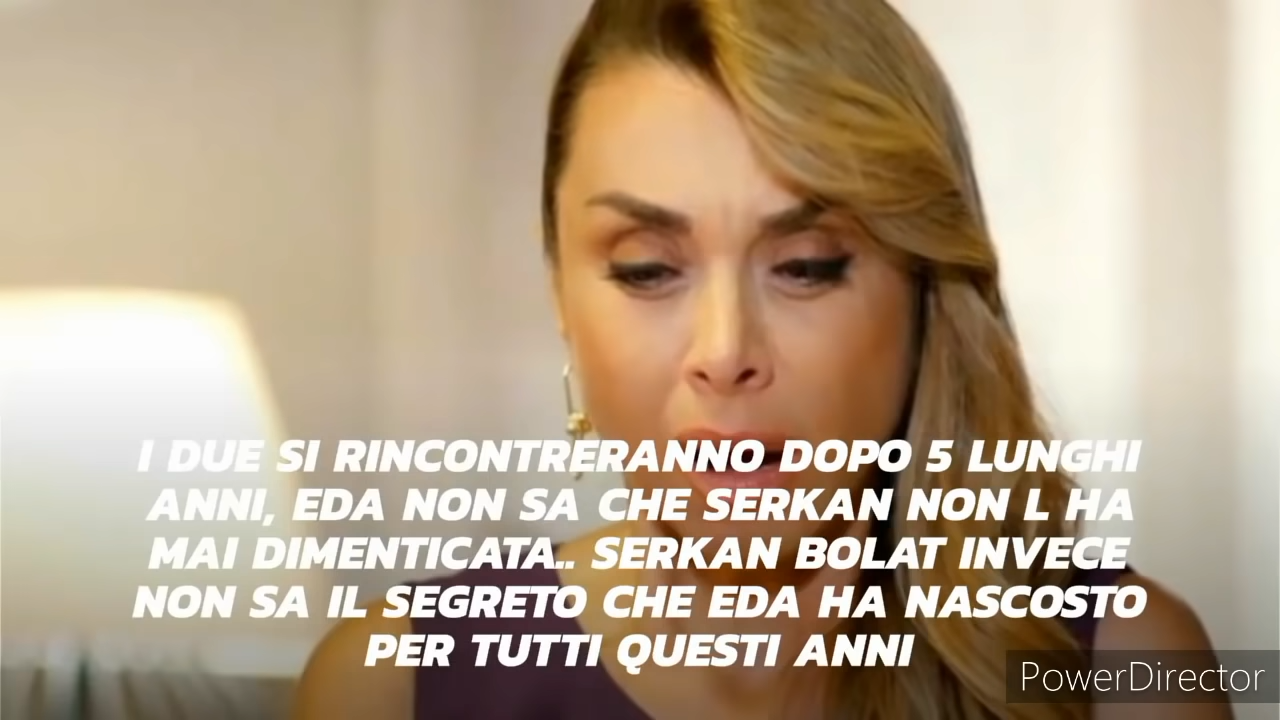 I DUE SI RINCONTRERANNO DOPO 5 LUNGHI
ANNI, EDA NON SA CHE SERKAN NON L HA
MAI DIMENTICATA.. SERKAN BOLAT INVECE
NON SA IL SEGRETO CHE EDA HA NASCOSTO
PER TUTTI QUESTI ANNI
PowerDirector